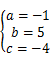 a = −1
b = 5
c = −4